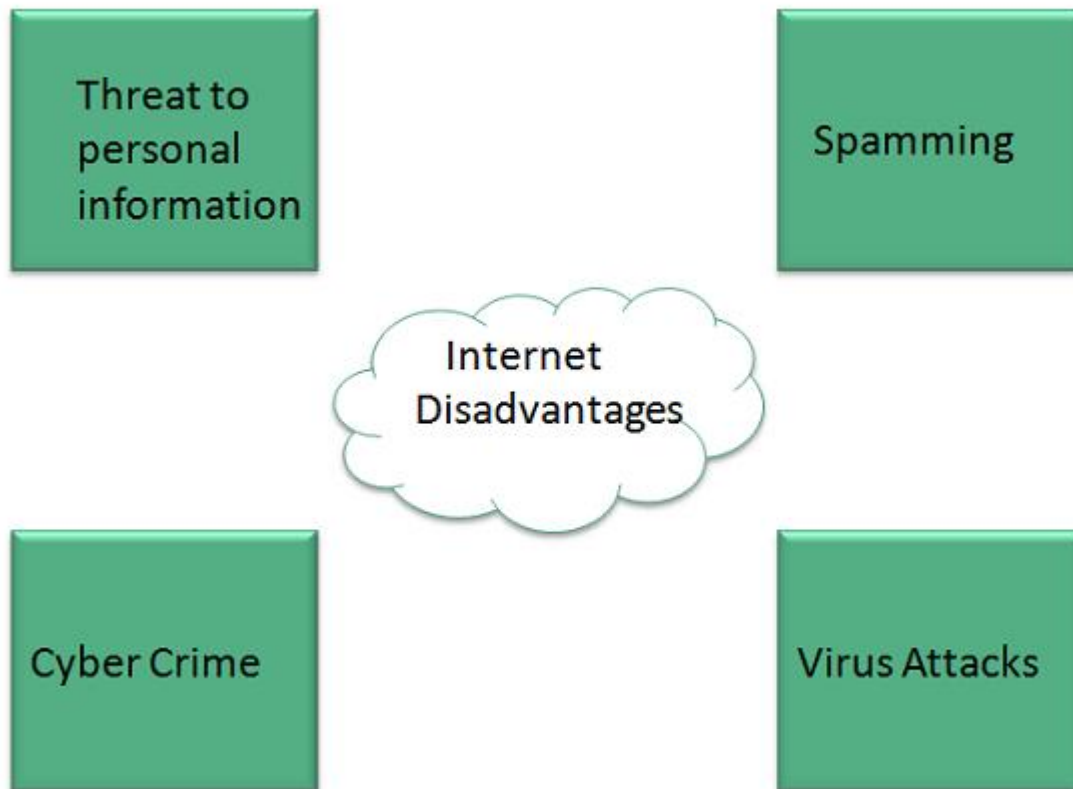 Threat to
personal
information
Spamming
Internet
Disadvantages
Cyber Crime
Virus Attacks